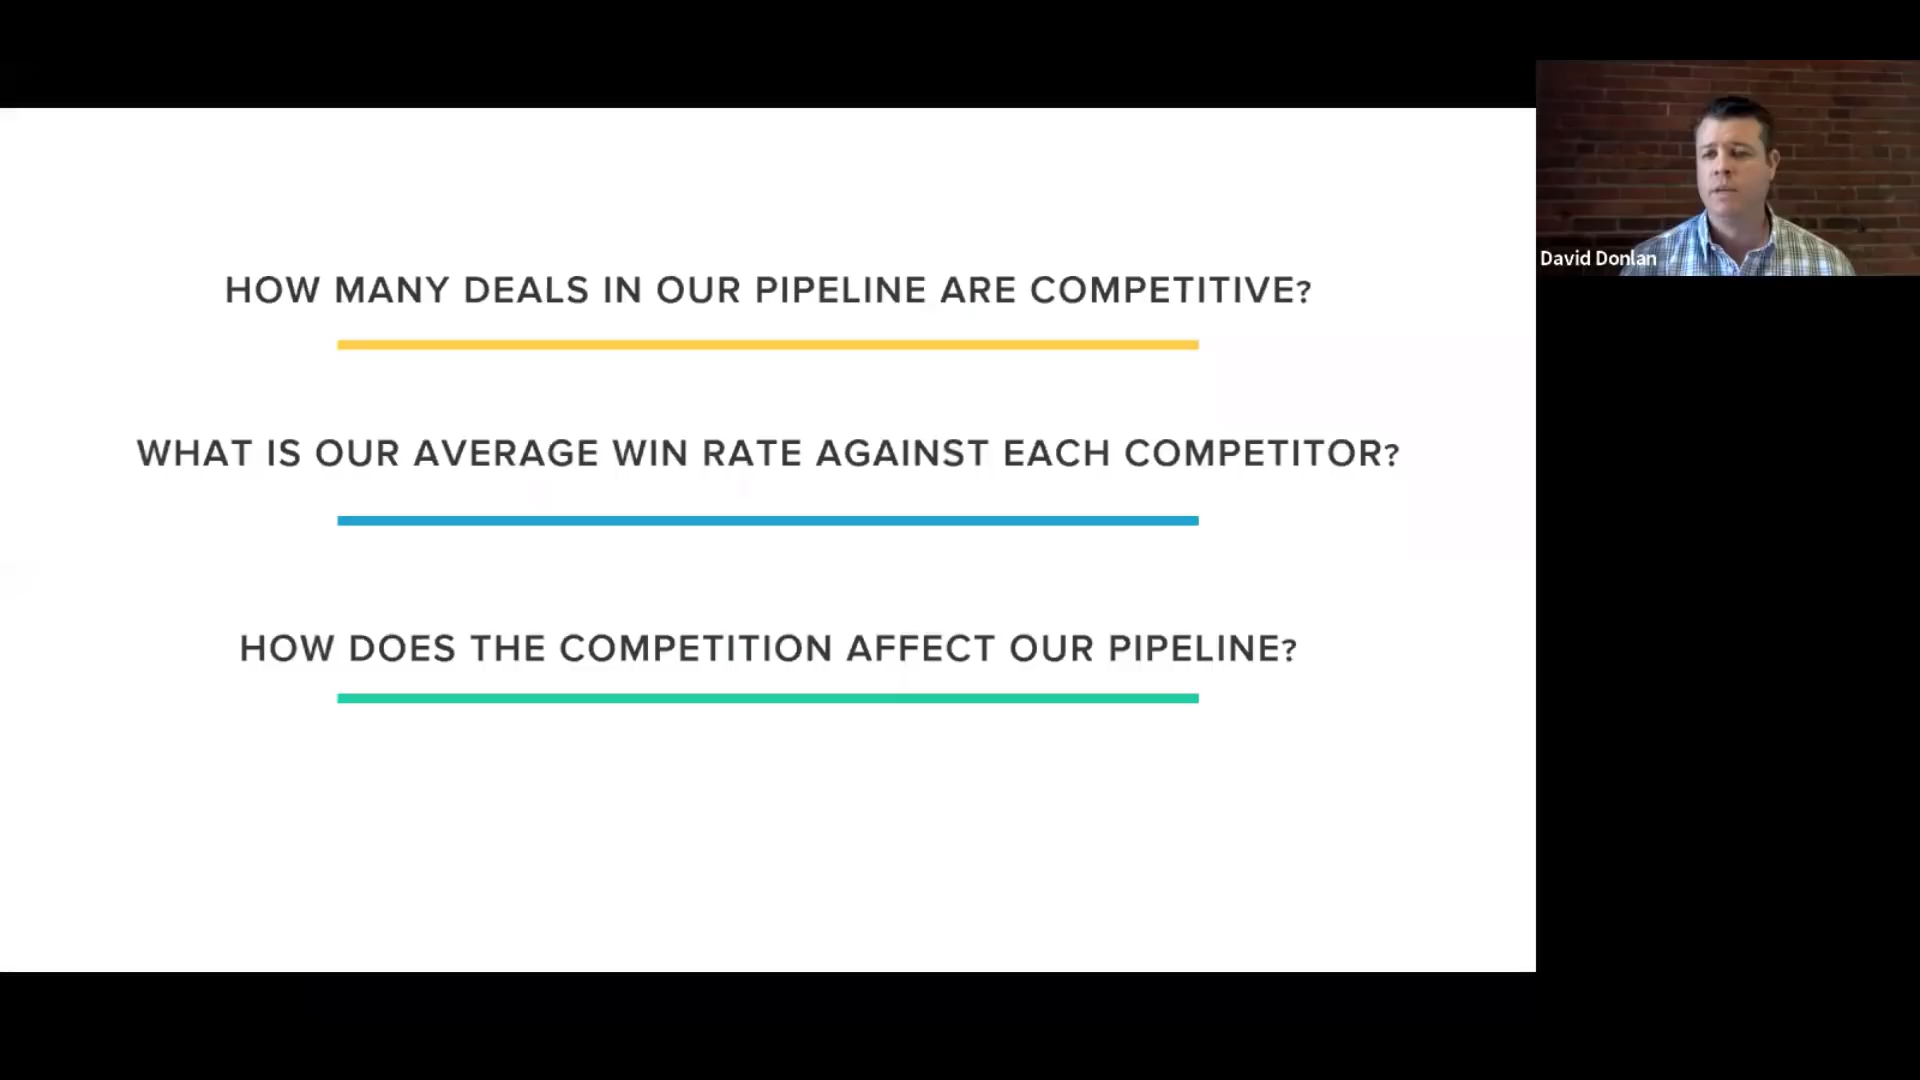 HOW MANY DEALS IN OUR PIPELINE ARE COMPETITIVE?
WHAT IS OUR AVERAGE WIN RATE AGAINST EACH COMPETITOR?
HOW DOES THE COMPETITION AFFECT OUR PIPELINE?
David Donlan